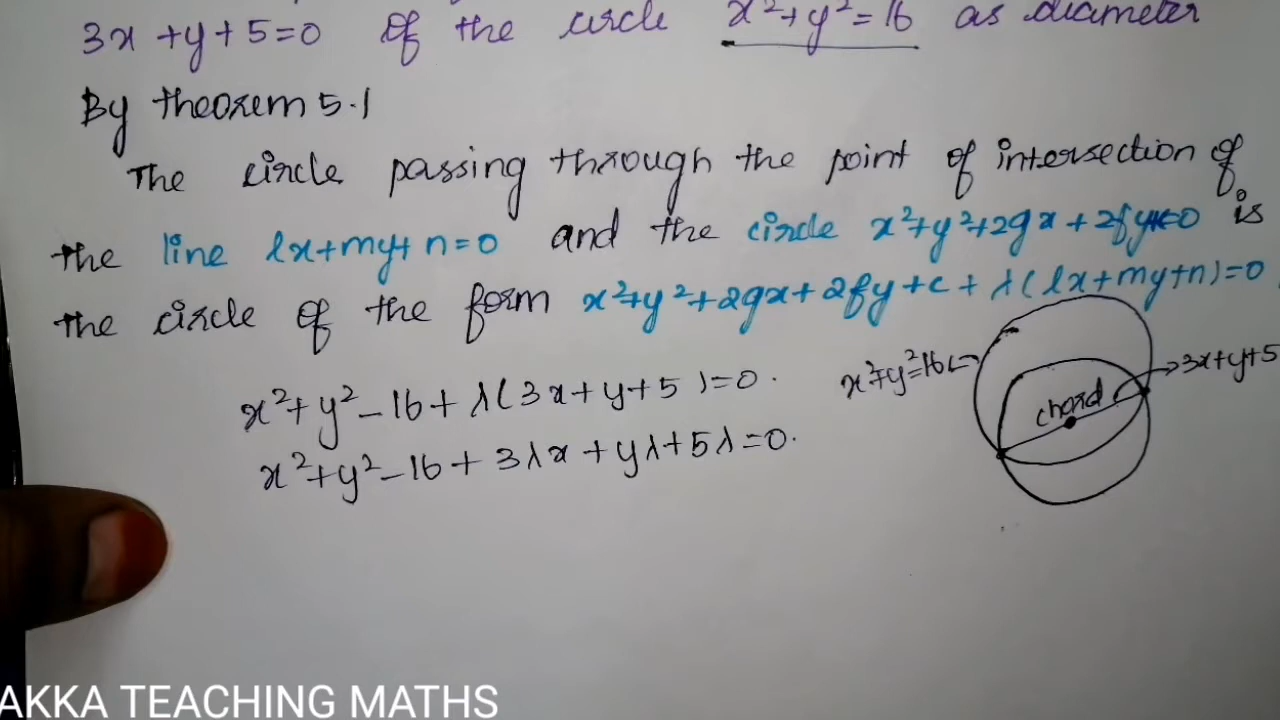 3x + y + 5 = 0 of the circle x² + y² = 16 as diameter
By theorem 5.1
The circle passing through the point of intersection of
the line lx + my + n = 0 and the circle x² + y² + 2gx + 2fy = 0 is
the circle of the form x² + y² + 2gx + 2fy + c + λ(lx + my + n) = 0
x² + y² - 16 + λ(3x + y + 5) = 0.
x² + y² = 16
3x + y + 5
chord
x² + y² - 16 + 3λx + yλ + 5λ = 0.
AKKA TEACHING MATHS